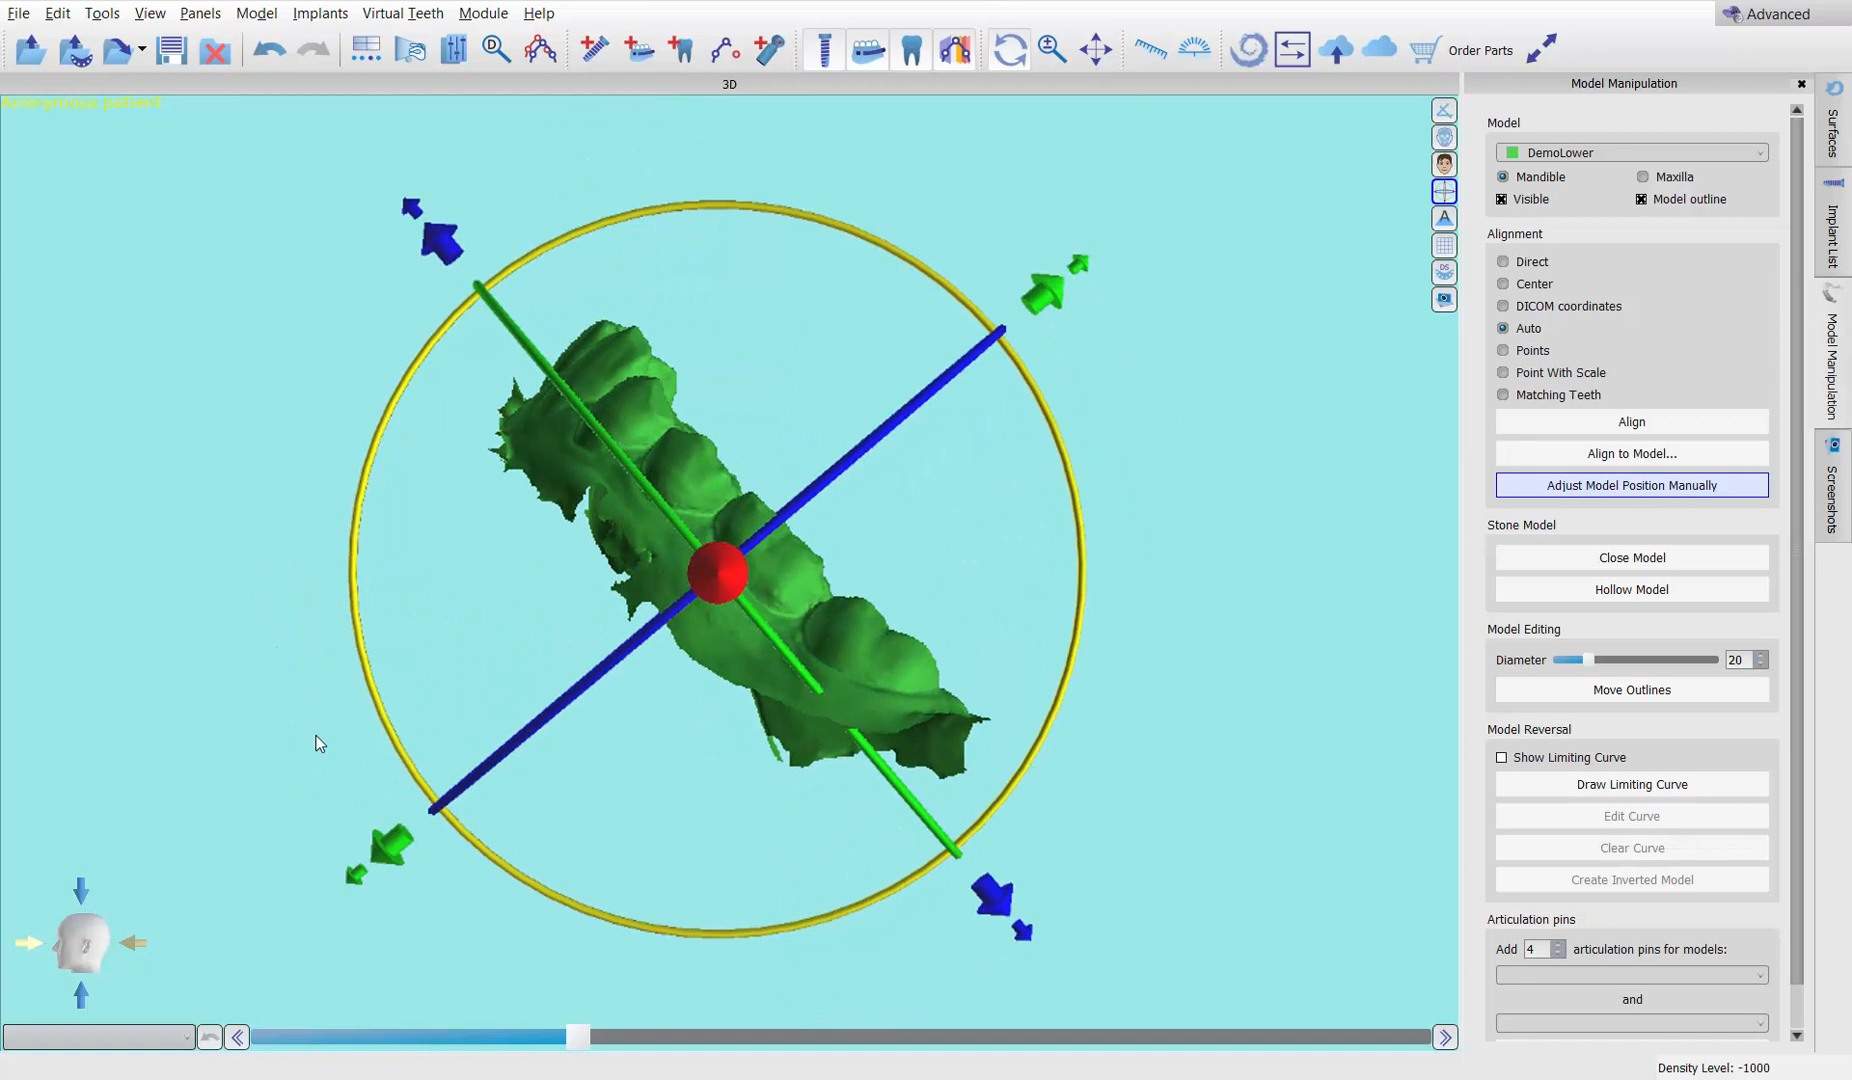 File Edit Tools View Panels Model Implants Virtual Teeth Module Help
Advanced
D
Order Parts
3D
Model Manipulation
Anonymous patient
A
DS
Model
DemoLower
Mandible Maxilla
Visible Model outline
Alignment
Direct
Center
DICOM coordinates
Auto
Points
Point With Scale
Matching Teeth
Align
Align to Model...
Adjust Model Position Manually
Stone Model
Close Model
Hollow Model
Model Editing
Diameter 20
Move Outlines
Model Reversal
Show Limiting Curve
Draw Limiting Curve
Edit Curve
Clear Curve
Create Inverted Model
Articulation pins
Add 4 articulation pins for models:
and
Surfaces
Implant List
Model Manipulation
Screenshots
Density Level: -1000